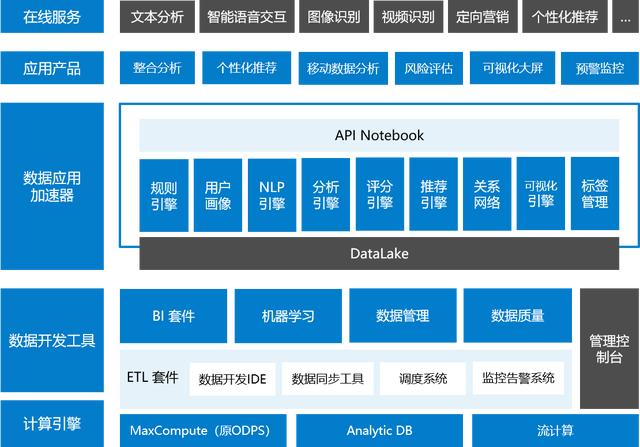 在线服务
文本分析
智能语音交互
图像识别
视频识别
定向营销
个性化推荐
...
应用产品
整合分析
个性化推荐
移动数据分析
风险评估
可视化大屏
预警监控
数据应用
加速器
API Notebook
规则
引擎
用户
画像
NLP
引擎
分析
引擎
评分
引擎
推荐
引擎
关系
网络
可视化
引擎
标签
管理
DataLake
数据开发工具
BI 套件
机器学习
数据管理
数据质量
管理控
制台
ETL 套件
数据开发IDE
数据同步工具
调度系统
监控告警系统
计算引擎
MaxCompute（原ODPS）
Analytic DB
流计算